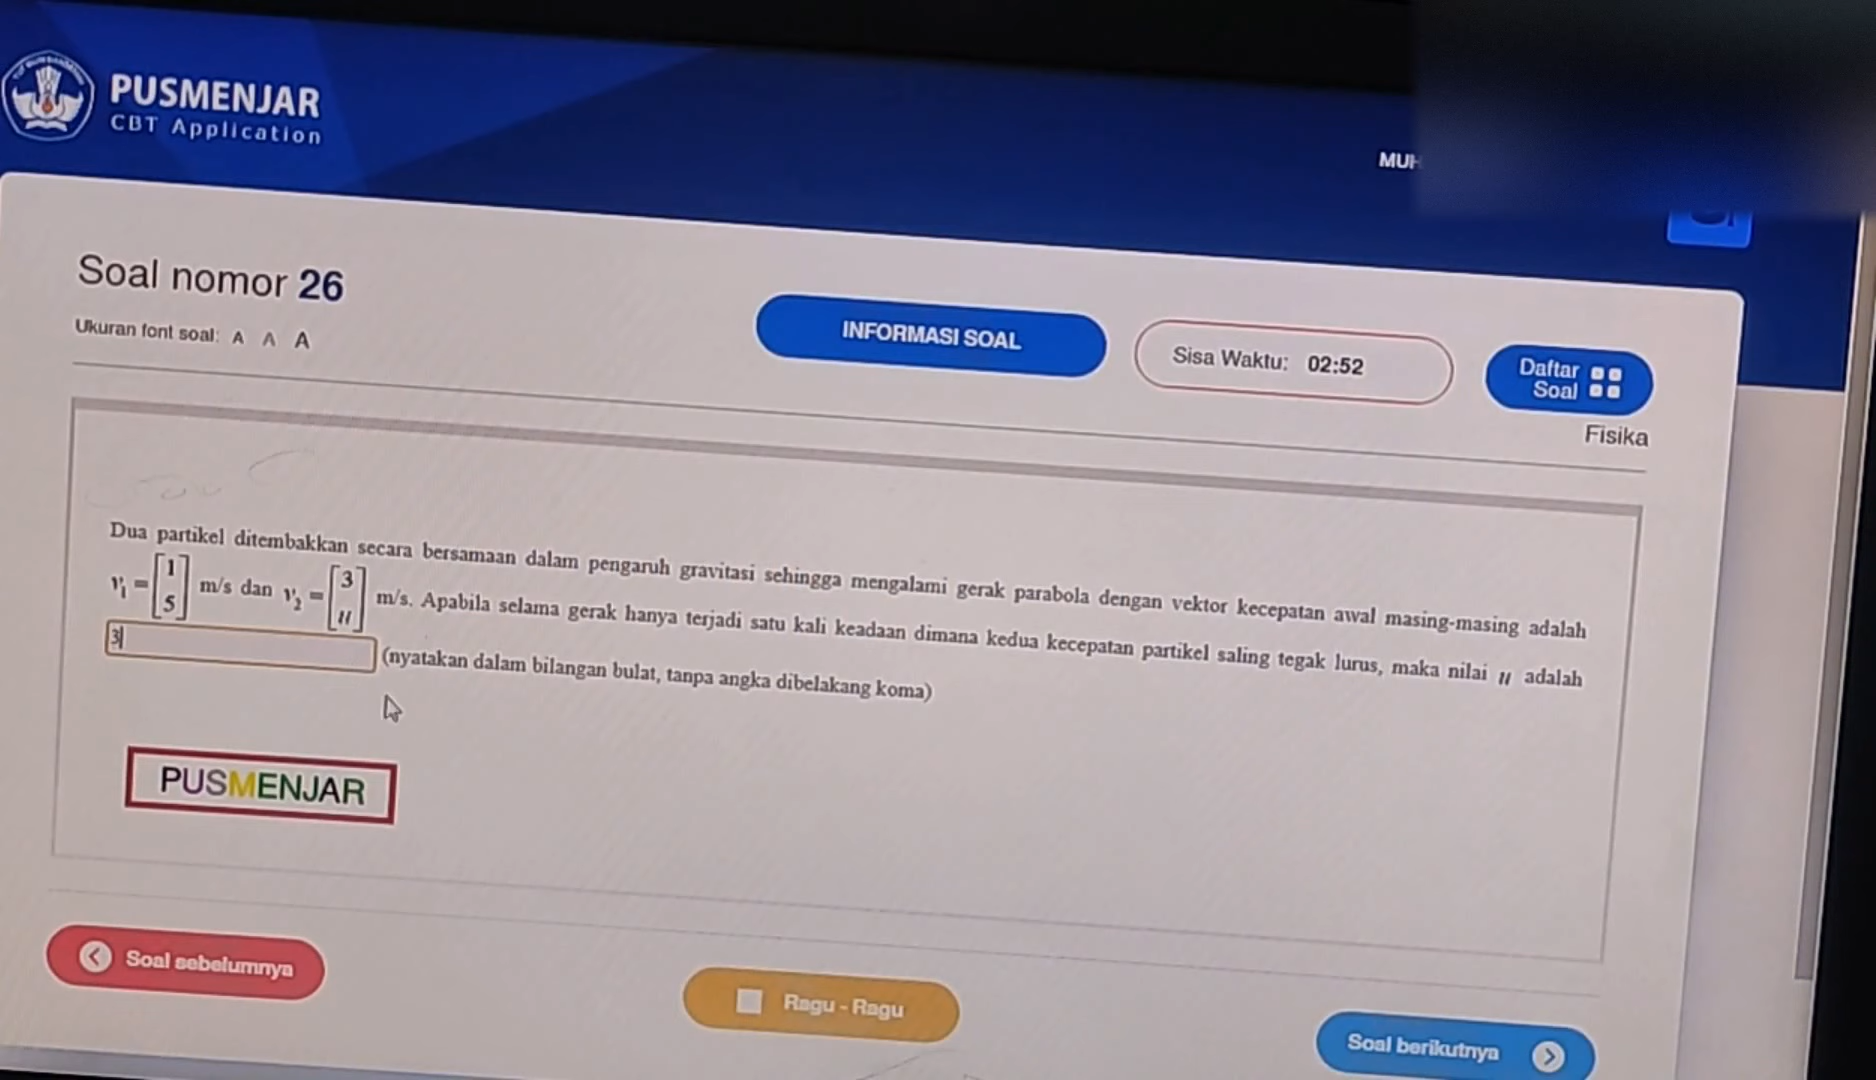 PUSMENJAR
CBT Application
MUH
Soal nomor 26
Ukuran font soal: A A A
INFORMASI SOAL
Sisa Waktu: 02:52
Daftar
Soal
Fisika
Dua partikel ditembakkan secara bersamaan dalam pengaruh gravitasi sehingga mengalami gerak parabola dengan vektor kecepatan awal masing-masing adalah
v₁ = [1 5] m/s dan v₂ = [3 u] m/s. Apabila selama gerak hanya terjadi satu kali keadaan dimana kedua kecepatan partikel saling tegak lurus, maka nilai u adalah
3 (nyatakan dalam bilangan bulat, tanpa angka dibelakang koma)
PUSMENJAR
Soal sebelumnya
Ragu - Ragu
Soal berikutnya